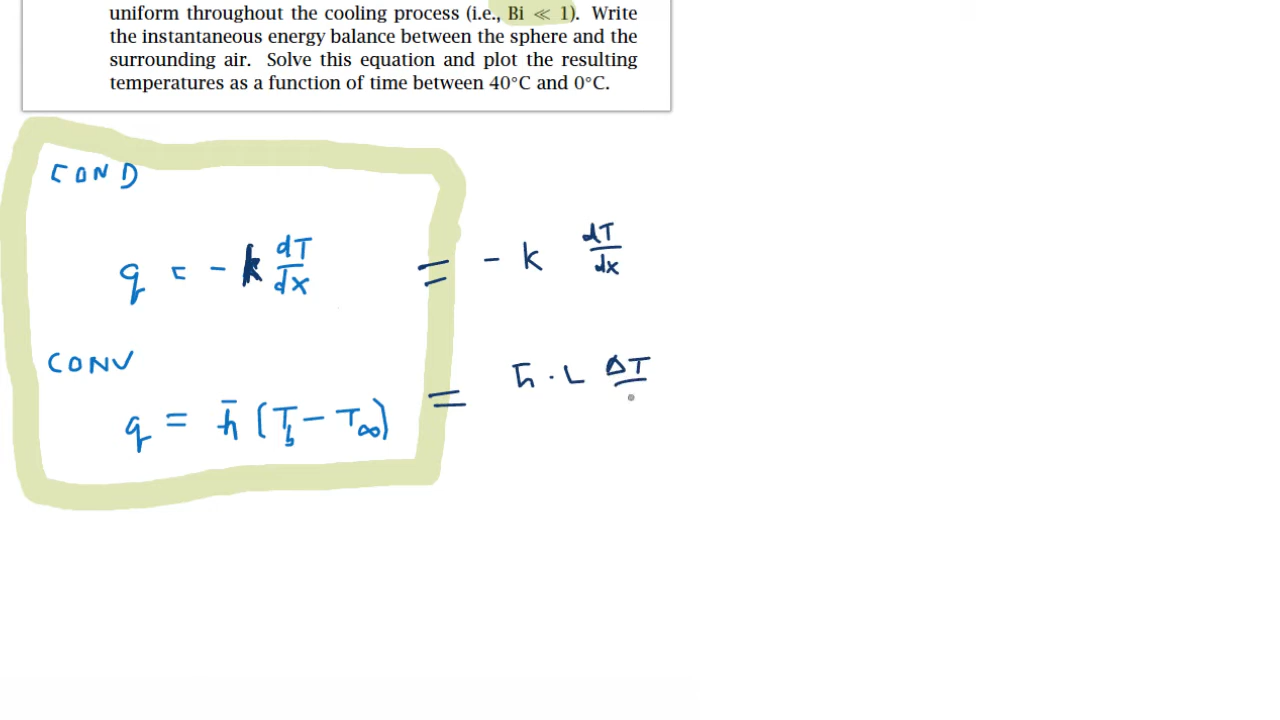 uniform throughout the cooling process (i.e., Bi ≪ 1). Write
the instantaneous energy balance between the sphere and the
surrounding air. Solve this equation and plot the resulting
temperatures as a function of time between 40°C and 0°C.
COND
q = - k dT/dx = - k dT/dx
CONV
q = h̄ (Tb - T∞) = h̄ . L ΔT/